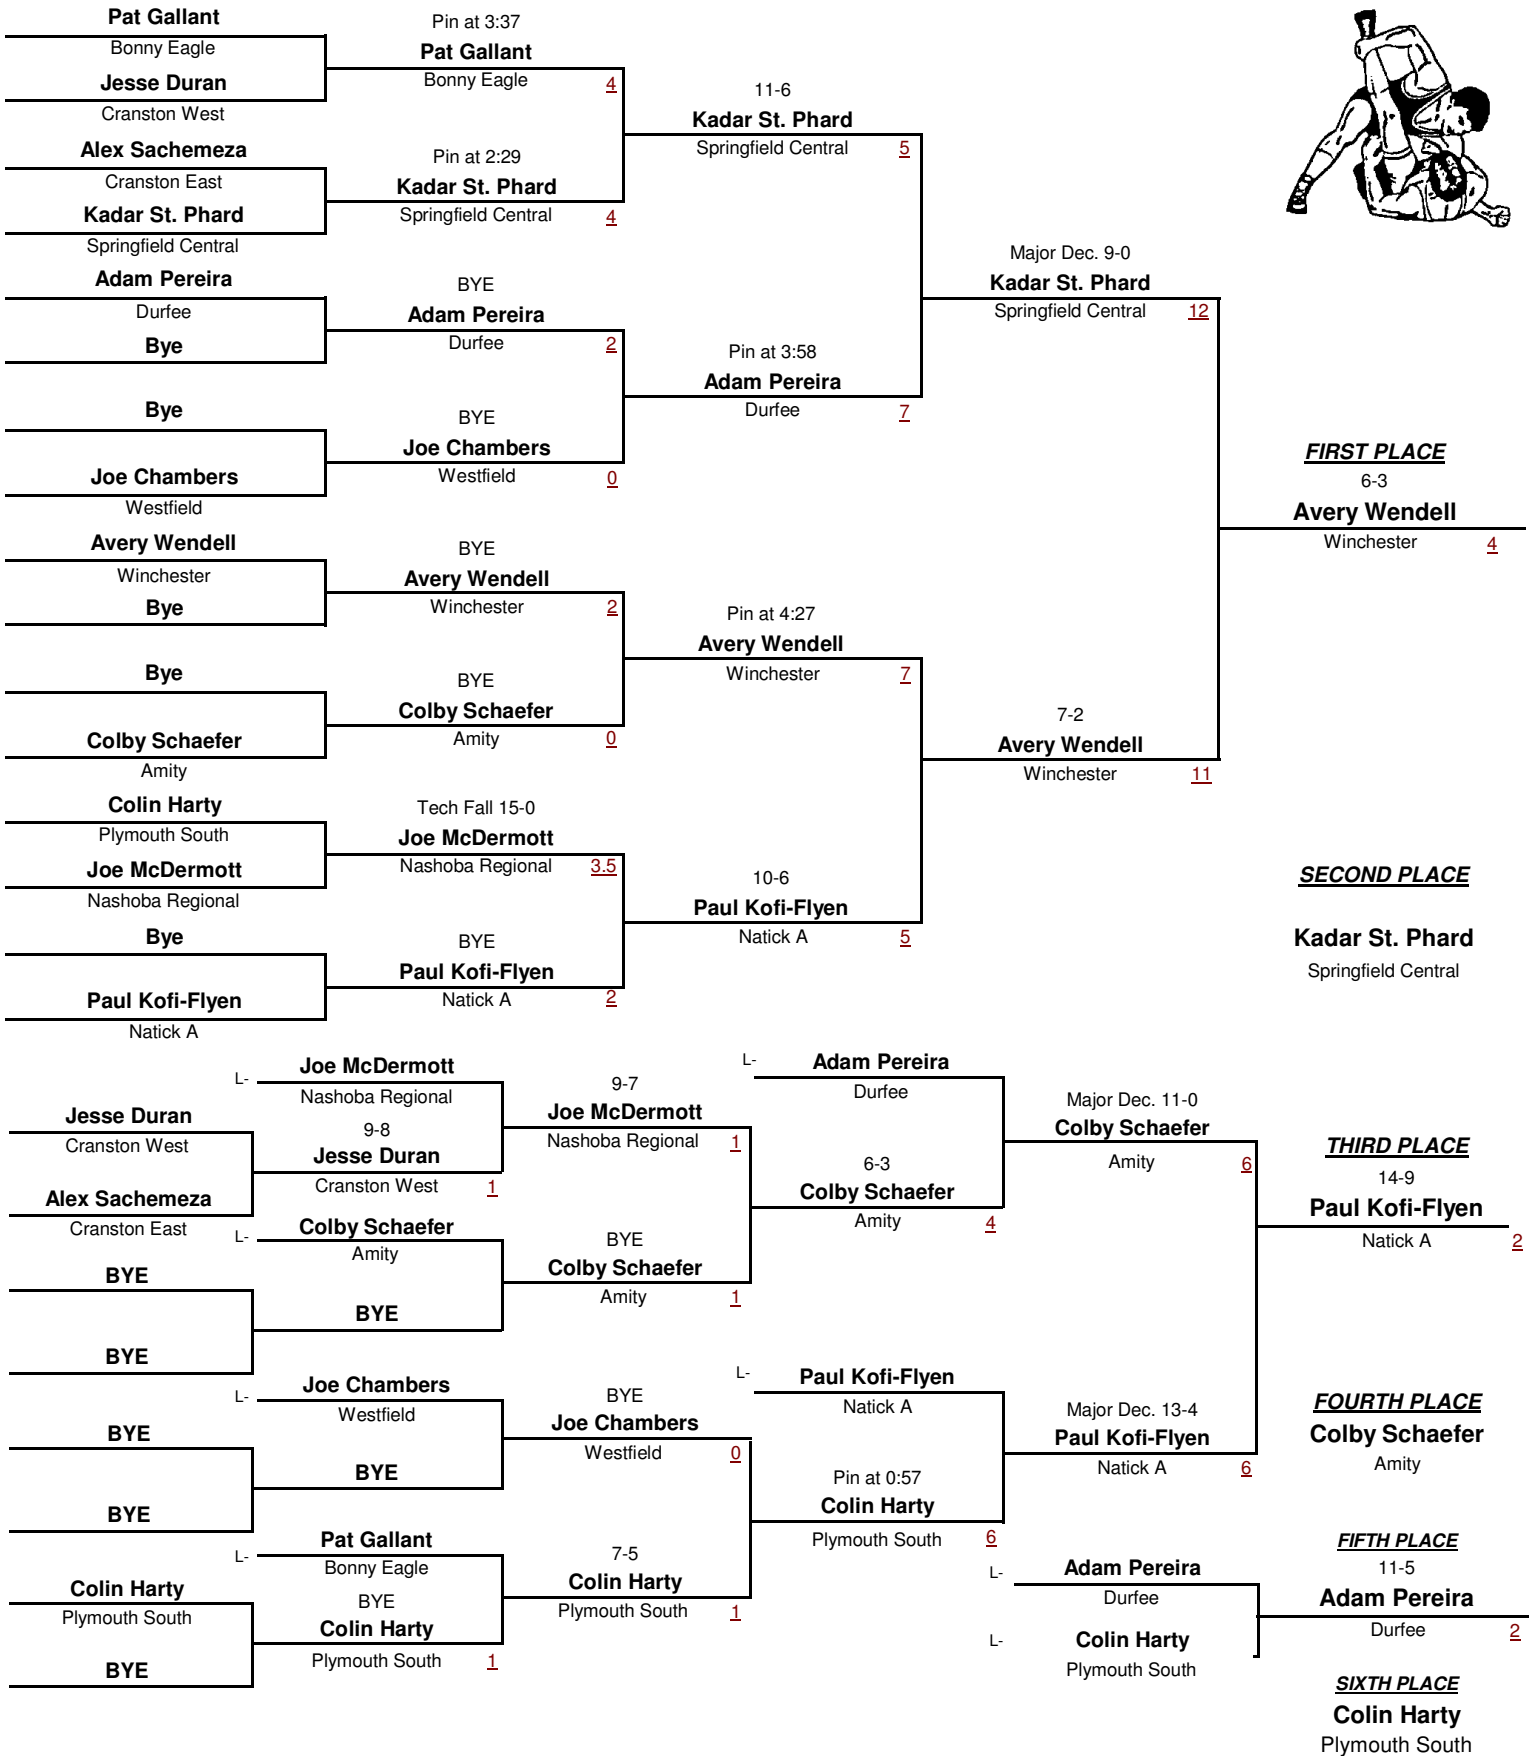 Pat Gallant
Bonny Eagle
Jesse Duran
Cranston West
Alex Sachemeza
Cranston East
Kadar St. Phard
Springfield Central
Adam Pereira
Durfee
Bye
Bye
Joe Chambers
Westfield
Avery Wendell
Winchester
Bye
Bye
Colby Schaefer
Amity
Colin Harty
Plymouth South
Joe McDermott
Nashoba Regional
Bye
Paul Kofi-Flyen
Natick A
Pin at 3:37
Pat Gallant
Bonny Eagle 4
Pin at 2:29
Kadar St. Phard
Springfield Central 4
BYE
Adam Pereira
Durfee 2
BYE
Joe Chambers
Westfield 0
BYE
Avery Wendell
Winchester 2
BYE
Colby Schaefer
Amity 0
Tech Fall 15-0
Joe McDermott
Nashoba Regional 3.5
BYE
Paul Kofi-Flyen
Natick A 2
11-6
Kadar St. Phard
Springfield Central 5
Pin at 3:58
Adam Pereira
Durfee 7
Pin at 4:27
Avery Wendell
Winchester 7
10-6
Paul Kofi-Flyen
Natick A 5
Major Dec. 9-0
Kadar St. Phard
Springfield Central 12
7-2
Avery Wendell
Winchester 11
FIRST PLACE
6-3
Avery Wendell
Winchester 4
SECOND PLACE
Kadar St. Phard
Springfield Central
Jesse Duran
Cranston West
Alex Sachemeza
Cranston East
BYE
BYE
BYE
BYE
Colin Harty
Plymouth South
BYE
L- Joe McDermott
Nashoba Regional
9-8
Jesse Duran
Cranston West 1
L- Colby Schaefer
Amity
BYE
L- Joe Chambers
Westfield
BYE
L- Pat Gallant
Bonny Eagle
BYE
Colin Harty
Plymouth South 1
9-7
Joe McDermott
Nashoba Regional 1
BYE
Colby Schaefer
Amity 1
BYE
Joe Chambers
Westfield 0
7-5
Colin Harty
Plymouth South 1
L- Adam Pereira
Durfee
6-3
Colby Schaefer
Amity 4
L- Paul Kofi-Flyen
Natick A
Pin at 0:57
Colin Harty
Plymouth South 6
Major Dec. 11-0
Colby Schaefer
Amity 6
Major Dec. 13-4
Paul Kofi-Flyen
Natick A 6
L- Adam Pereira
Durfee
L- Colin Harty
Plymouth South
THIRD PLACE
14-9
Paul Kofi-Flyen
Natick A 2
FOURTH PLACE
Colby Schaefer
Amity
FIFTH PLACE
11-5
Adam Pereira
Durfee 2
SIXTH PLACE
Colin Harty
Plymouth South